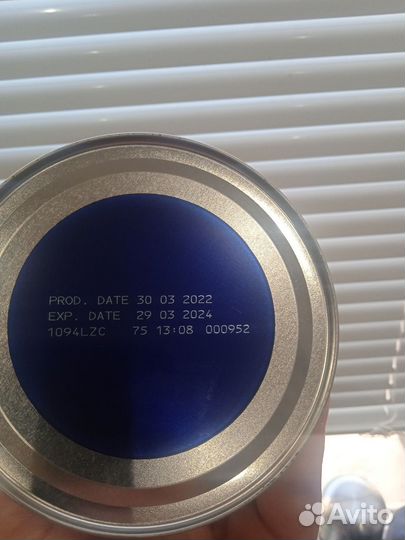 PROD. DATE 30 03 2022
EXP. DATE 29 03 2024
1094LZC 75 13:08 000952
Avito